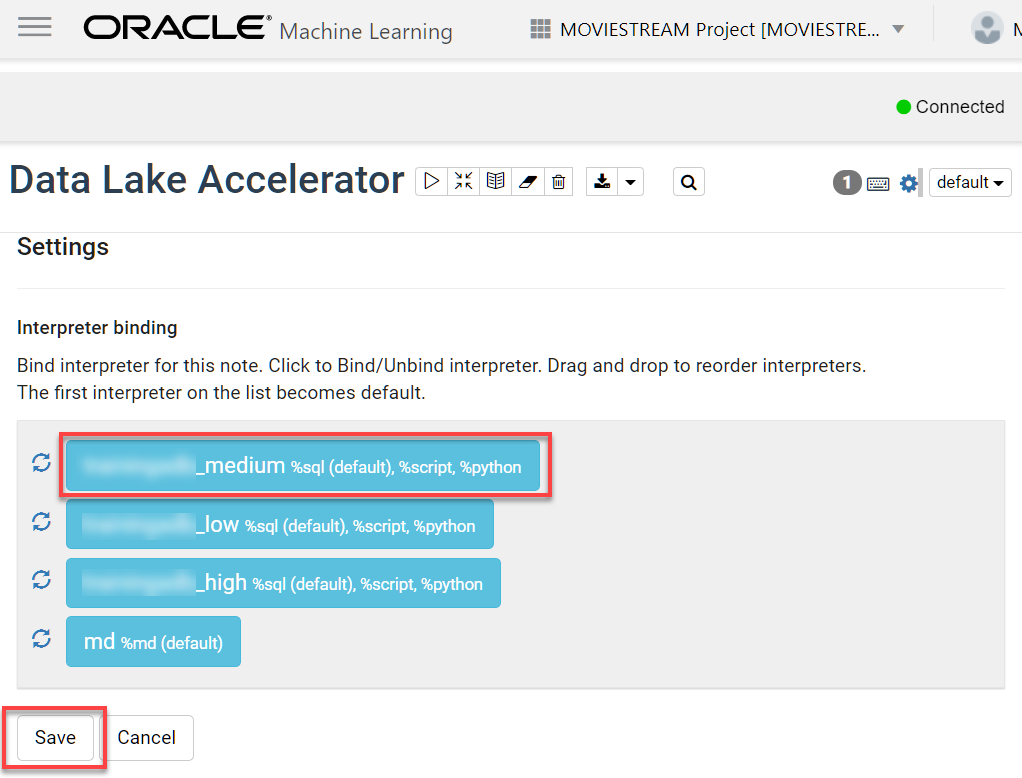 ORACLE® Machine Learning MOVIESTREAM Project [MOVIESTRE...
Connected
Data Lake Accelerator 1 default
Settings
Interpreter binding
Bind interpreter for this note. Click to Bind/Unbind interpreter. Drag and drop to reorder interpreters.
The first interpreter on the list becomes default.
_medium %sql (default), %script, %python
_low %sql (default), %script, %python
_high %sql (default), %script, %python
md %md (default)
Save Cancel